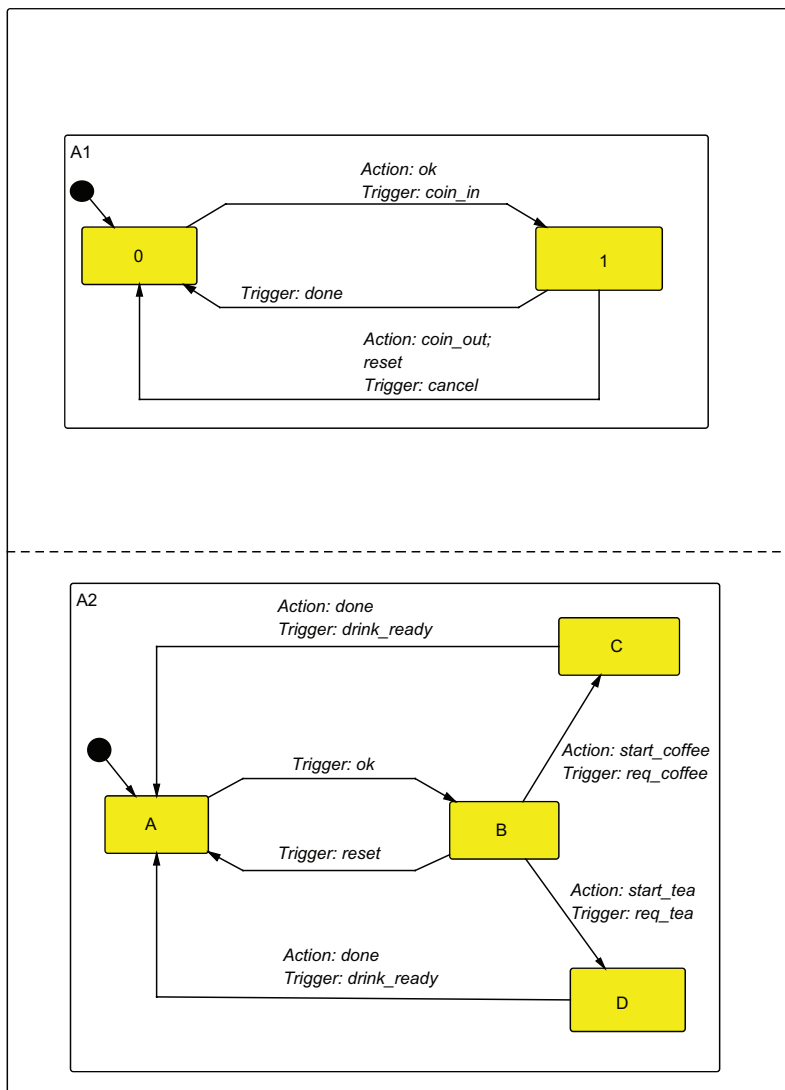 A1
Action: ok
Trigger: coin_in
0
1
Trigger: done
Action: coin_out;
reset
Trigger: cancel
A2
Action: done
Trigger: drink_ready
C
Action: start_coffee
Trigger: req_coffee
Trigger: ok
A
B
Trigger: reset
Action: start_tea
Trigger: req_tea
Action: done
Trigger: drink_ready
D